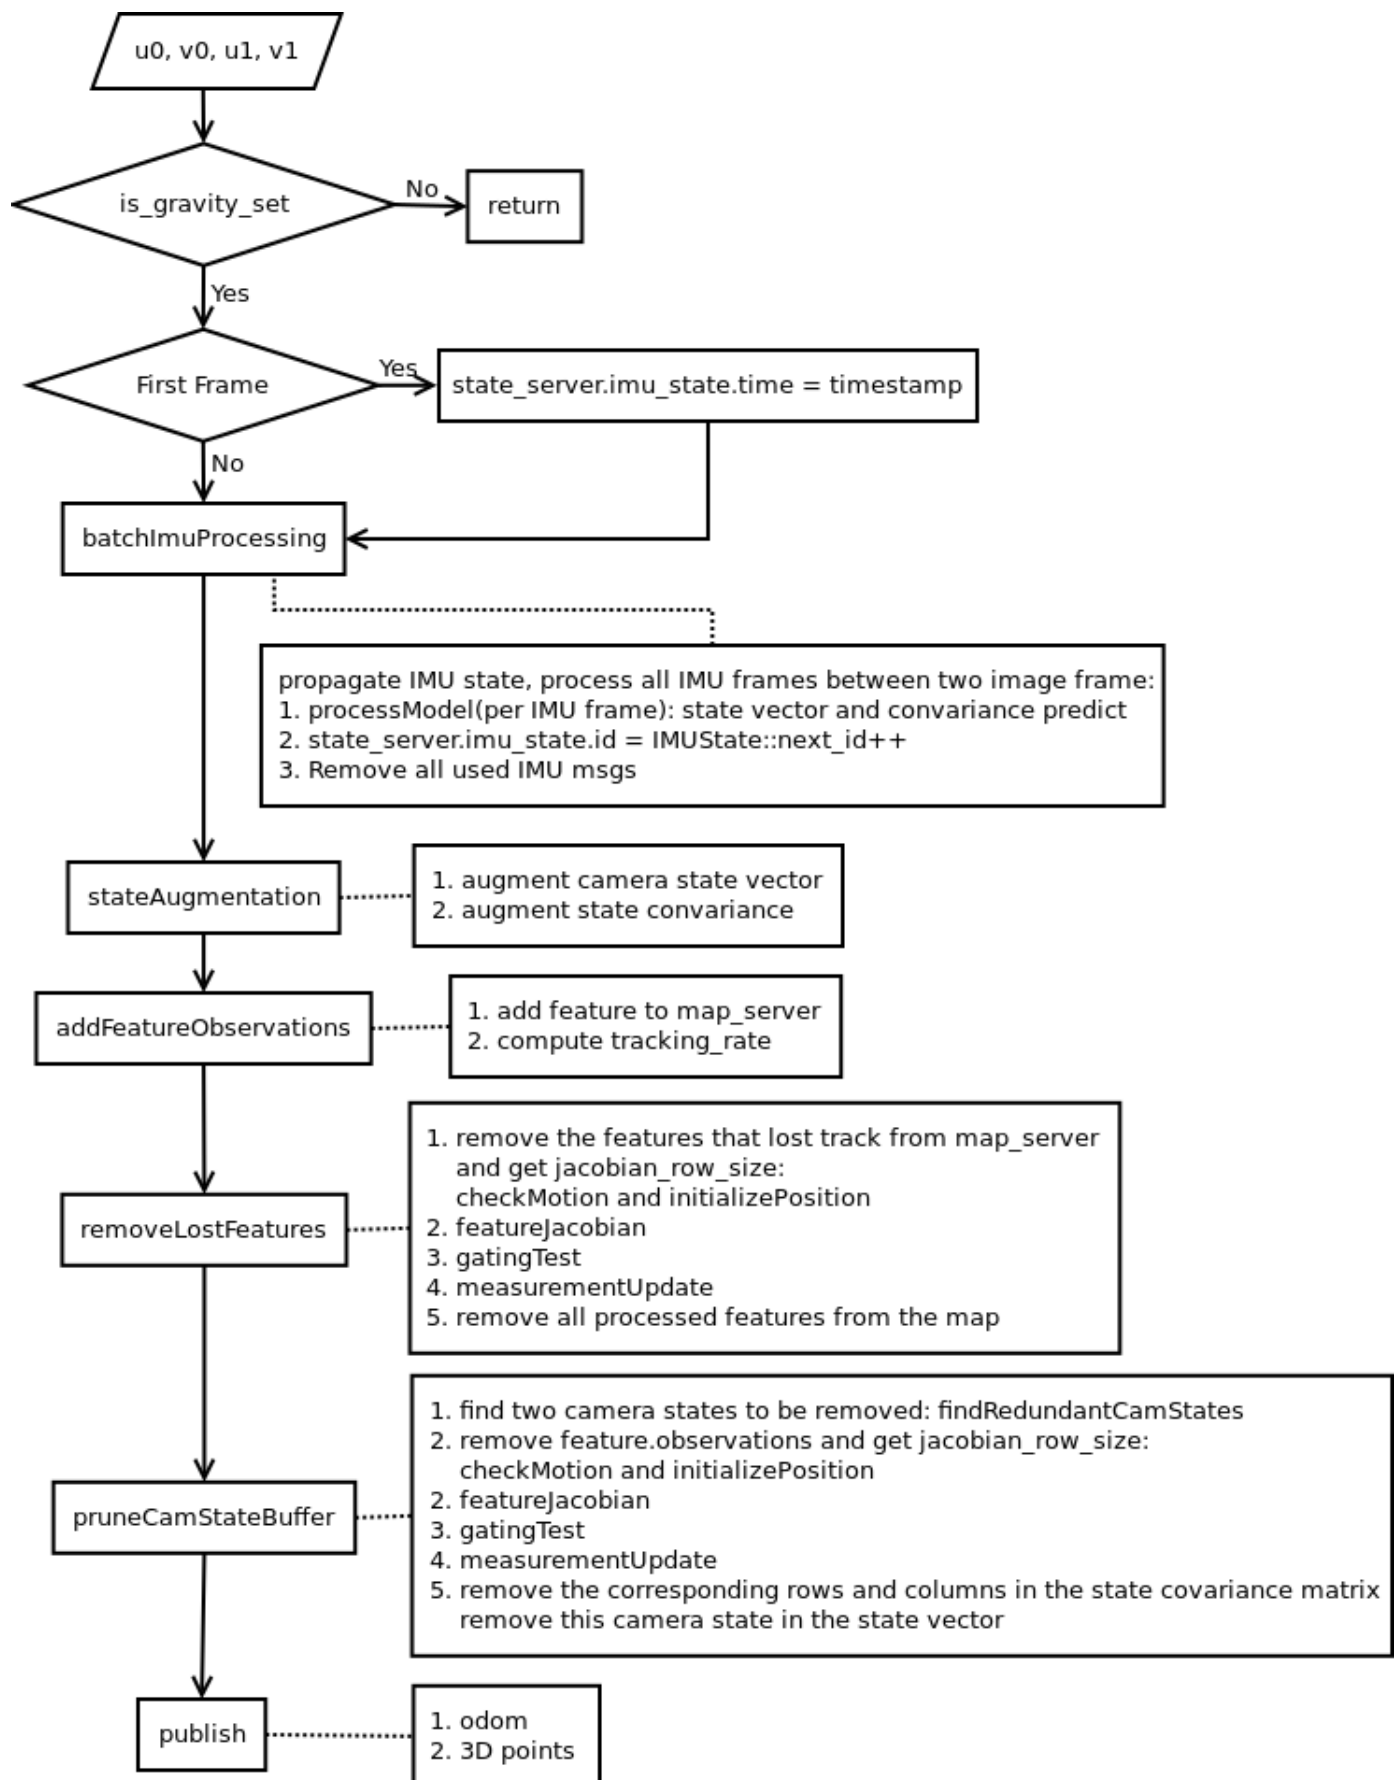 u0, v0, u1, v1
is_gravity_set
No
return
Yes
First Frame
Yes
state_server.imu_state.time = timestamp
No
batchImuProcessing
propagate IMU state, process all IMU frames between two image frame:
1. processModel(per IMU frame): state vector and convariance predict
2. state_server.imu_state.id = IMUState::next_id++
3. Remove all used IMU msgs
stateAugmentation
1. augment camera state vector
2. augment state convariance
addFeatureObservations
1. add feature to map_server
2. compute tracking_rate
removeLostFeatures
1. remove the features that lost track from map_server
and get jacobian_row_size:
checkMotion and initializePosition
2. featureJacobian
3. gatingTest
4. measurementUpdate
5. remove all processed features from the map
pruneCamStateBuffer
1. find two camera states to be removed: findRedundantCamStates
2. remove feature.observations and get jacobian_row_size:
checkMotion and initializePosition
2. featureJacobian
3. gatingTest
4. measurementUpdate
5. remove the corresponding rows and columns in the state covariance matrix
remove this camera state in the state vector
publish
1. odom
2. 3D points